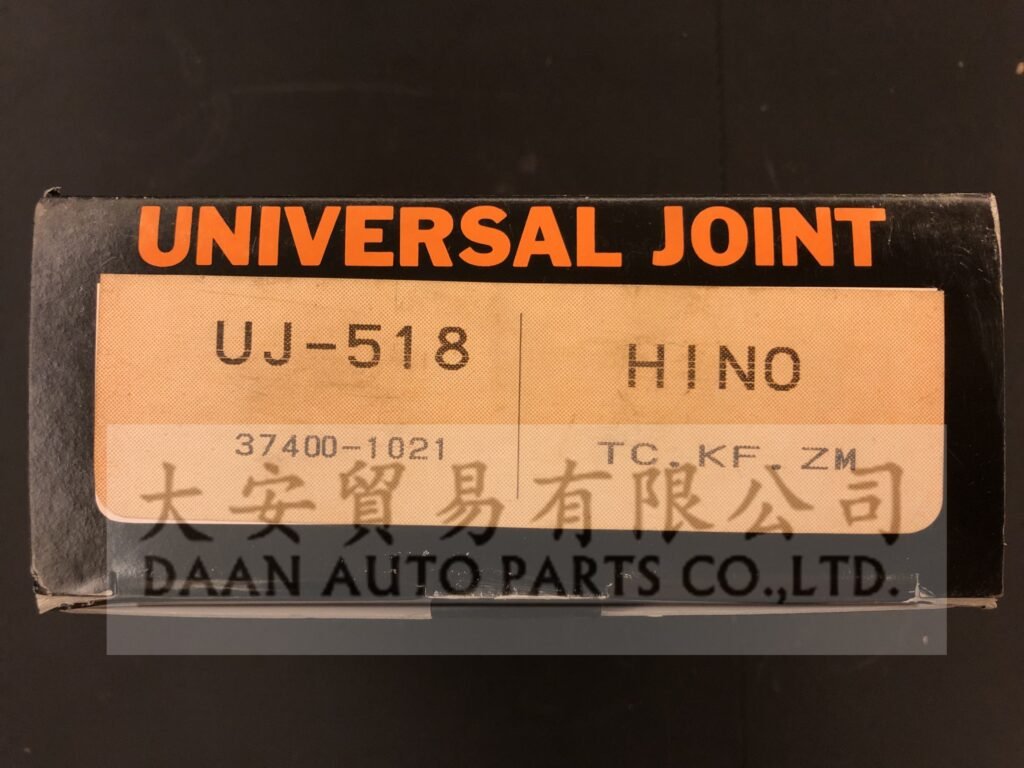 UNIVERSAL JOINT
UJ-518
37400-1021
HINO
TC.KF.ZM
大安貿易有限公司
DAAN AUTO PARTS CO.,LTD.